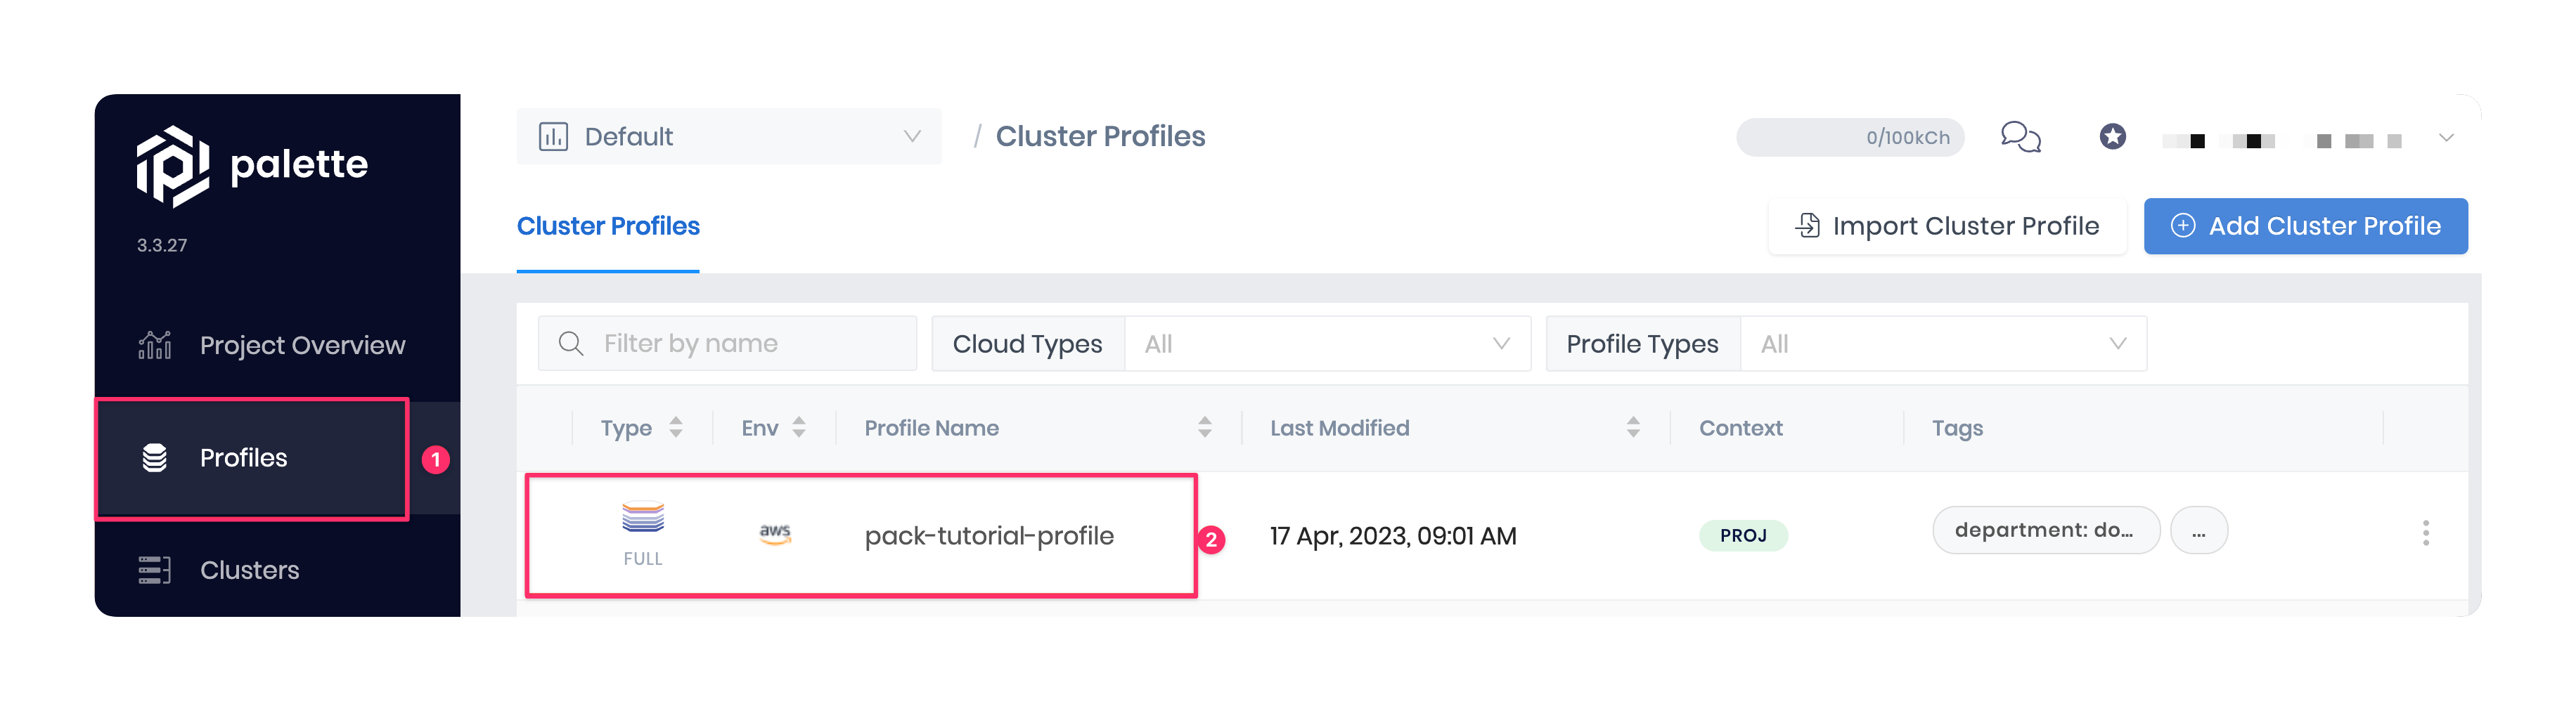 palette
3.3.27
Project Overview
Profiles
1
Clusters
Default
/ Cluster Profiles
0/100kCh
Cluster Profiles
Import Cluster Profile
Add Cluster Profile
Filter by name
Cloud Types
All
Profile Types
All
Type
Env
Profile Name
Last Modified
Context
Tags
FULL
aws
pack-tutorial-profile
2
17 Apr, 2023, 09:01 AM
PROJ
department: do...
...